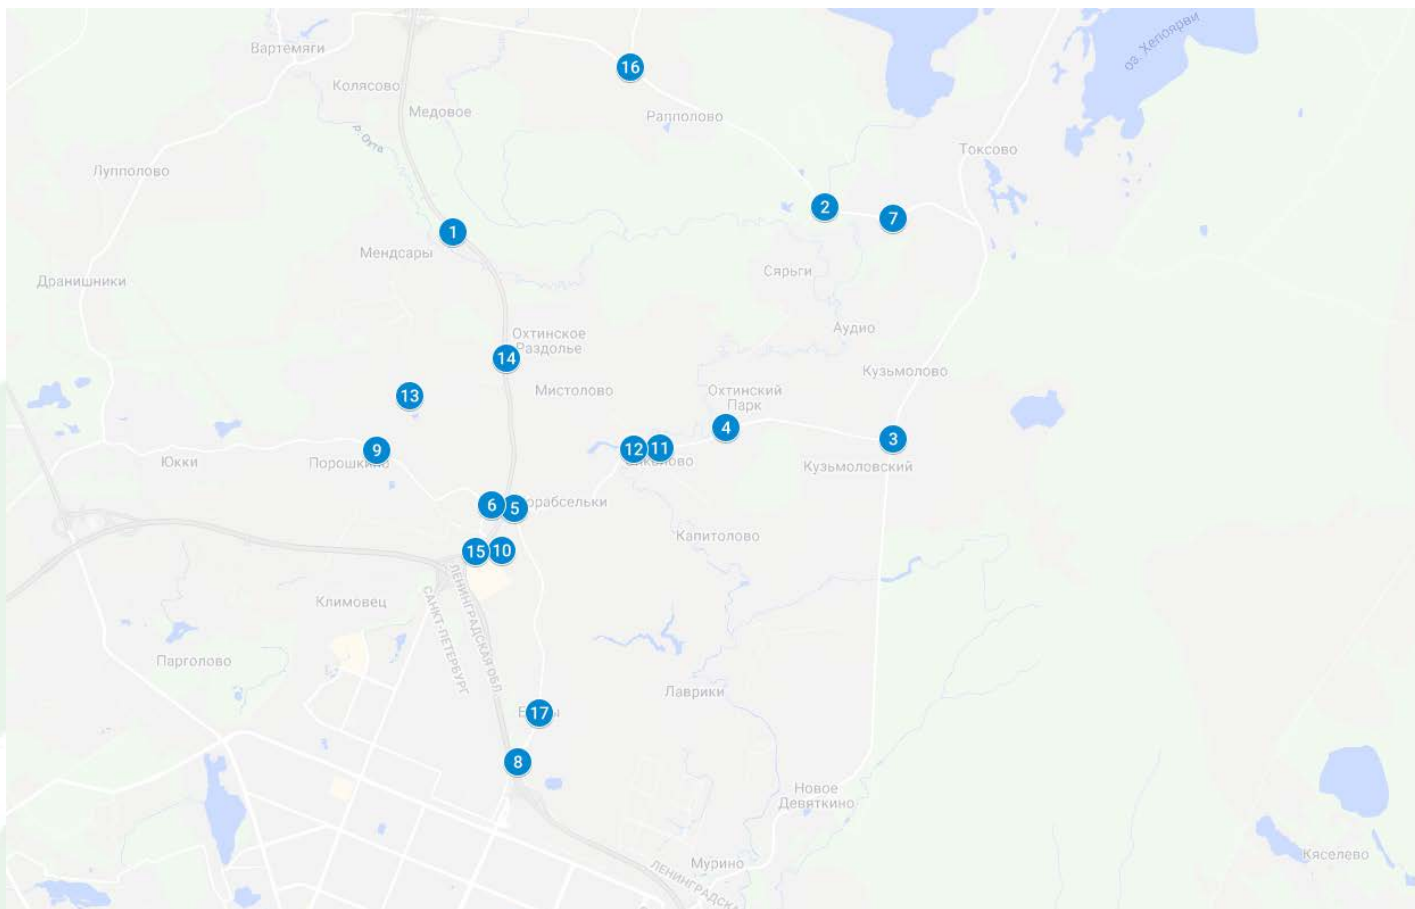 оз. Хепоярви
Вартемяги
16
Колясово
Медовое
Рапполово
р. Охта
Токсово
Лупполово
2
7
1
Мендсары
Сярьги
Дранишники
Аудио
Охтинское
Раздолье
14
Кузьмолово
13
Мистолово
Охтинский
Парк
4
3
9
12
11
Юкки
Кузьмоловский
6
5
Капитолово
15
10
ЛЕНИНГРАДСКАЯ ОБЛ
САНКТ-ПЕТЕРБУРГ
Климовец
Парголово
Лаврики
17
8
Новое
Девяткино
Мурино
Кяселево